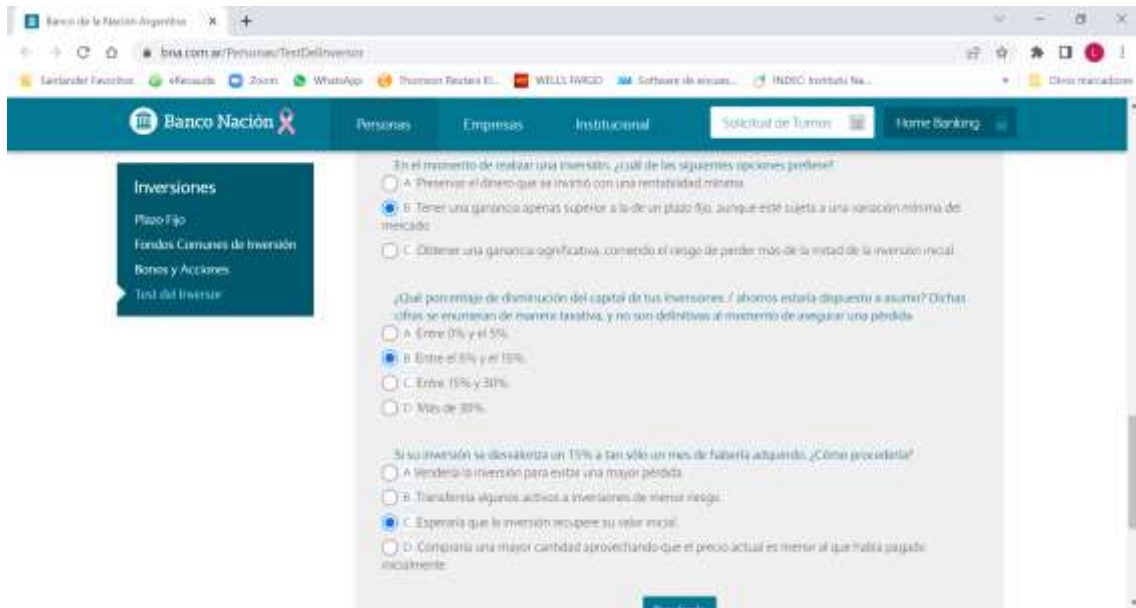 Banco de la Nación Argentina
bna.com.ar/Personas/TestDelInversor
Santander Favoritos
eResauda
Zoom
WhatsApp
Thomson Reuters El...
WELLS FARGO
Software de encues...
INDEC Instituto Na...
Otros marcadores
Banco Nación
Personas
Empresas
Institucional
Solicitud de Turnos
Home Banking
Inversiones
Plazo Fijo
Fondos Comunes de Inversión
Bonos y Acciones
Test del Inversor
En el momento de realizar una inversión, ¿cuál de las siguientes opciones prefiere?
A. Preservar el dinero que se invirtió con una rentabilidad mínima.
B. Tener una ganancia apenas superior a la de un plazo fijo, aunque esté sujeta a una variación mínima del
mercado.
C. Obtener una ganancia significativa, corriendo el riesgo de perder más de la mitad de la inversión inicial.
¿Qué porcentaje de disminución del capital de tus inversiones / ahorros estaría dispuesto a asumir? Dichas
cifras se enumeran de manera taxativa, y no son definitivas al momento de asegurar una pérdida.
A. Entre 0% y el 5%.
B. Entre el 5% y el 15%.
C. Entre 15% y 30%.
D. Más de 30%.
Si su inversión se desvaloriza un 15% a tan sólo un mes de haberla adquirido. ¿Cómo procedería?
A. Vendería la inversión para evitar una mayor pérdida.
B. Transferiría algunos activos a inversiones de menor riesgo.
C. Esperaría que la inversión recupere su valor inicial.
D. Compraría una mayor cantidad aprovechando que el precio actual es menor al que había pagado
inicialmente.